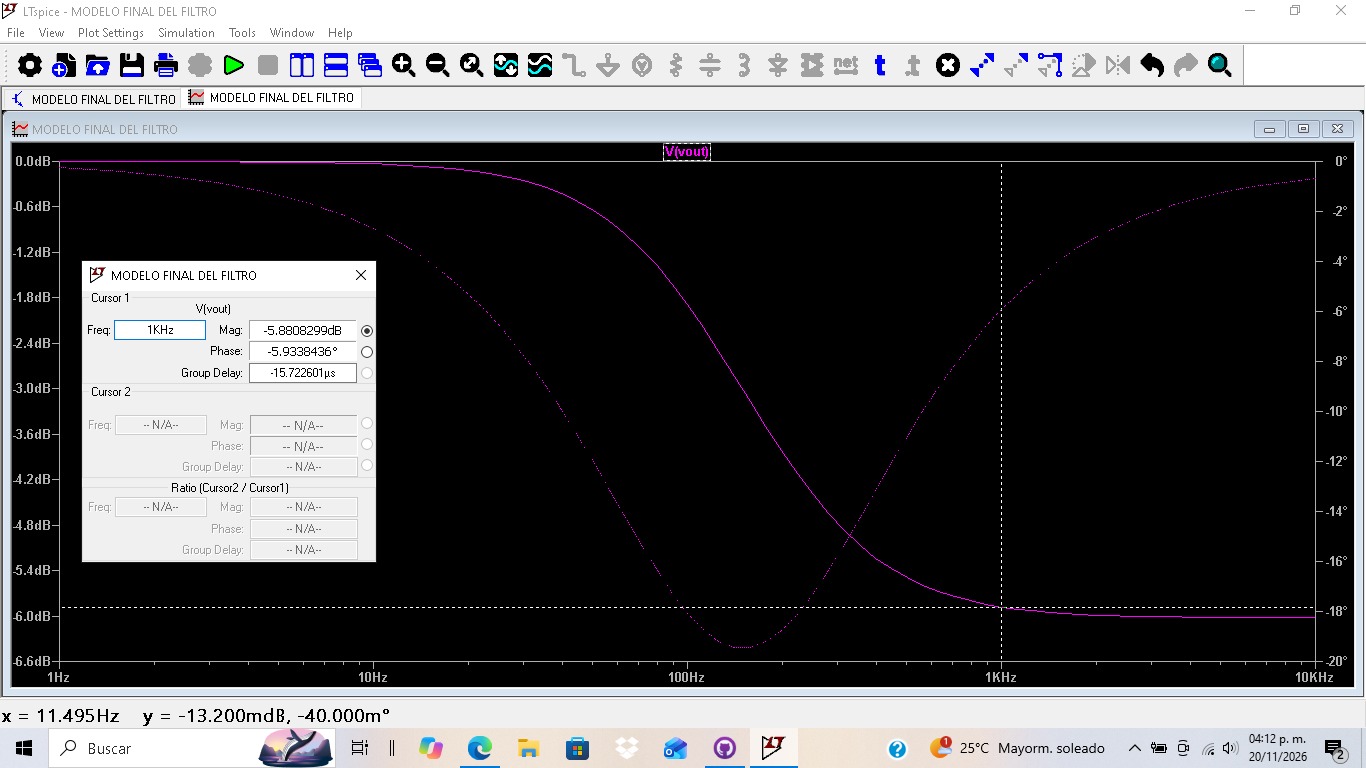 LTspice - MODELO FINAL DEL FILTRO
File View Plot Settings Simulation Tools Window Help
MODELO FINAL DEL FILTRO MODELO FINAL DEL FILTRO
MODELO FINAL DEL FILTRO
V(vout)
0.0dB
-0.6dB
-1.2dB
-1.8dB
-2.4dB
-3.0dB
-3.6dB
-4.2dB
-4.8dB
-5.4dB
-6.0dB
-6.6dB
0°
-2°
-4°
-6°
-8°
-10°
-12°
-14°
-16°
-18°
-20°
1Hz 10Hz 100Hz 1KHz 10KHz
MODELO FINAL DEL FILTRO
Cursor 1
V(vout)
Freq: 1KHz Mag: -5.8808299dB
Phase: -5.9338436°
Group Delay: -15.722601µs
Cursor 2
Freq: -- N/A-- Mag: -- N/A--
Phase: -- N/A--
Group Delay: -- N/A--
Ratio (Cursor2 / Cursor1)
Freq: -- N/A-- Mag: -- N/A--
Phase: -- N/A--
Group Delay: -- N/A--
x = 11.495Hz y = -13.200mdB, -40.000m°
Buscar
1
25°C Mayorm. soleado
04:12 p. m.
20/11/2026
2